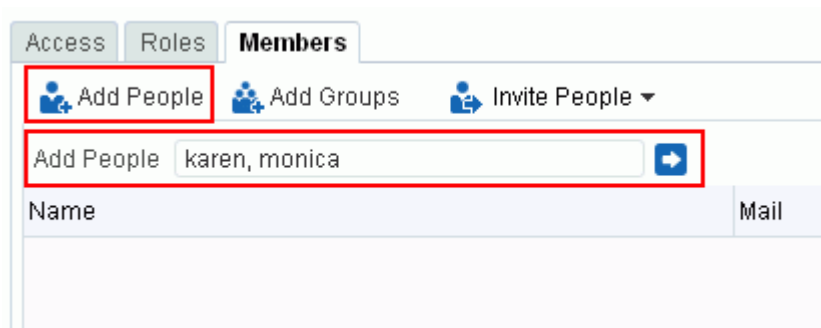 Access Roles Members
Add People Add Groups Invite People
Add People karen, monica
Name Mail